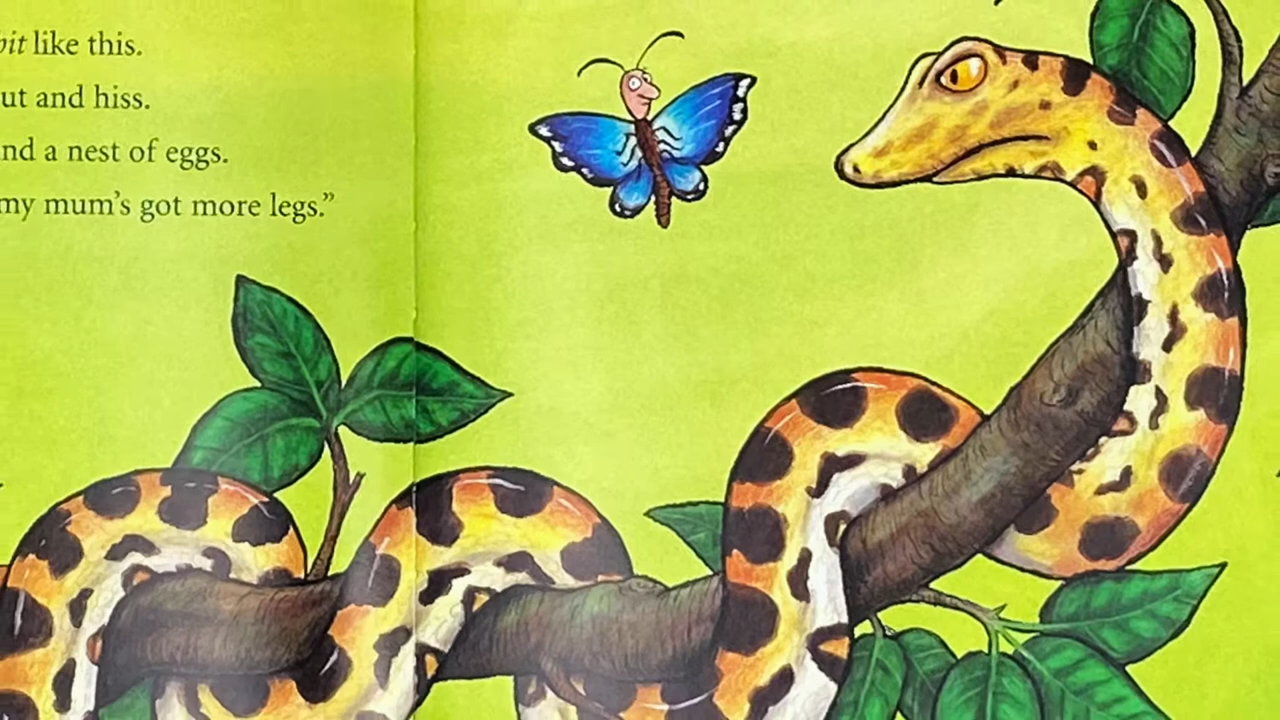 bit like this.
ut and hiss.
nd a nest of eggs.
my mum's got more legs.”